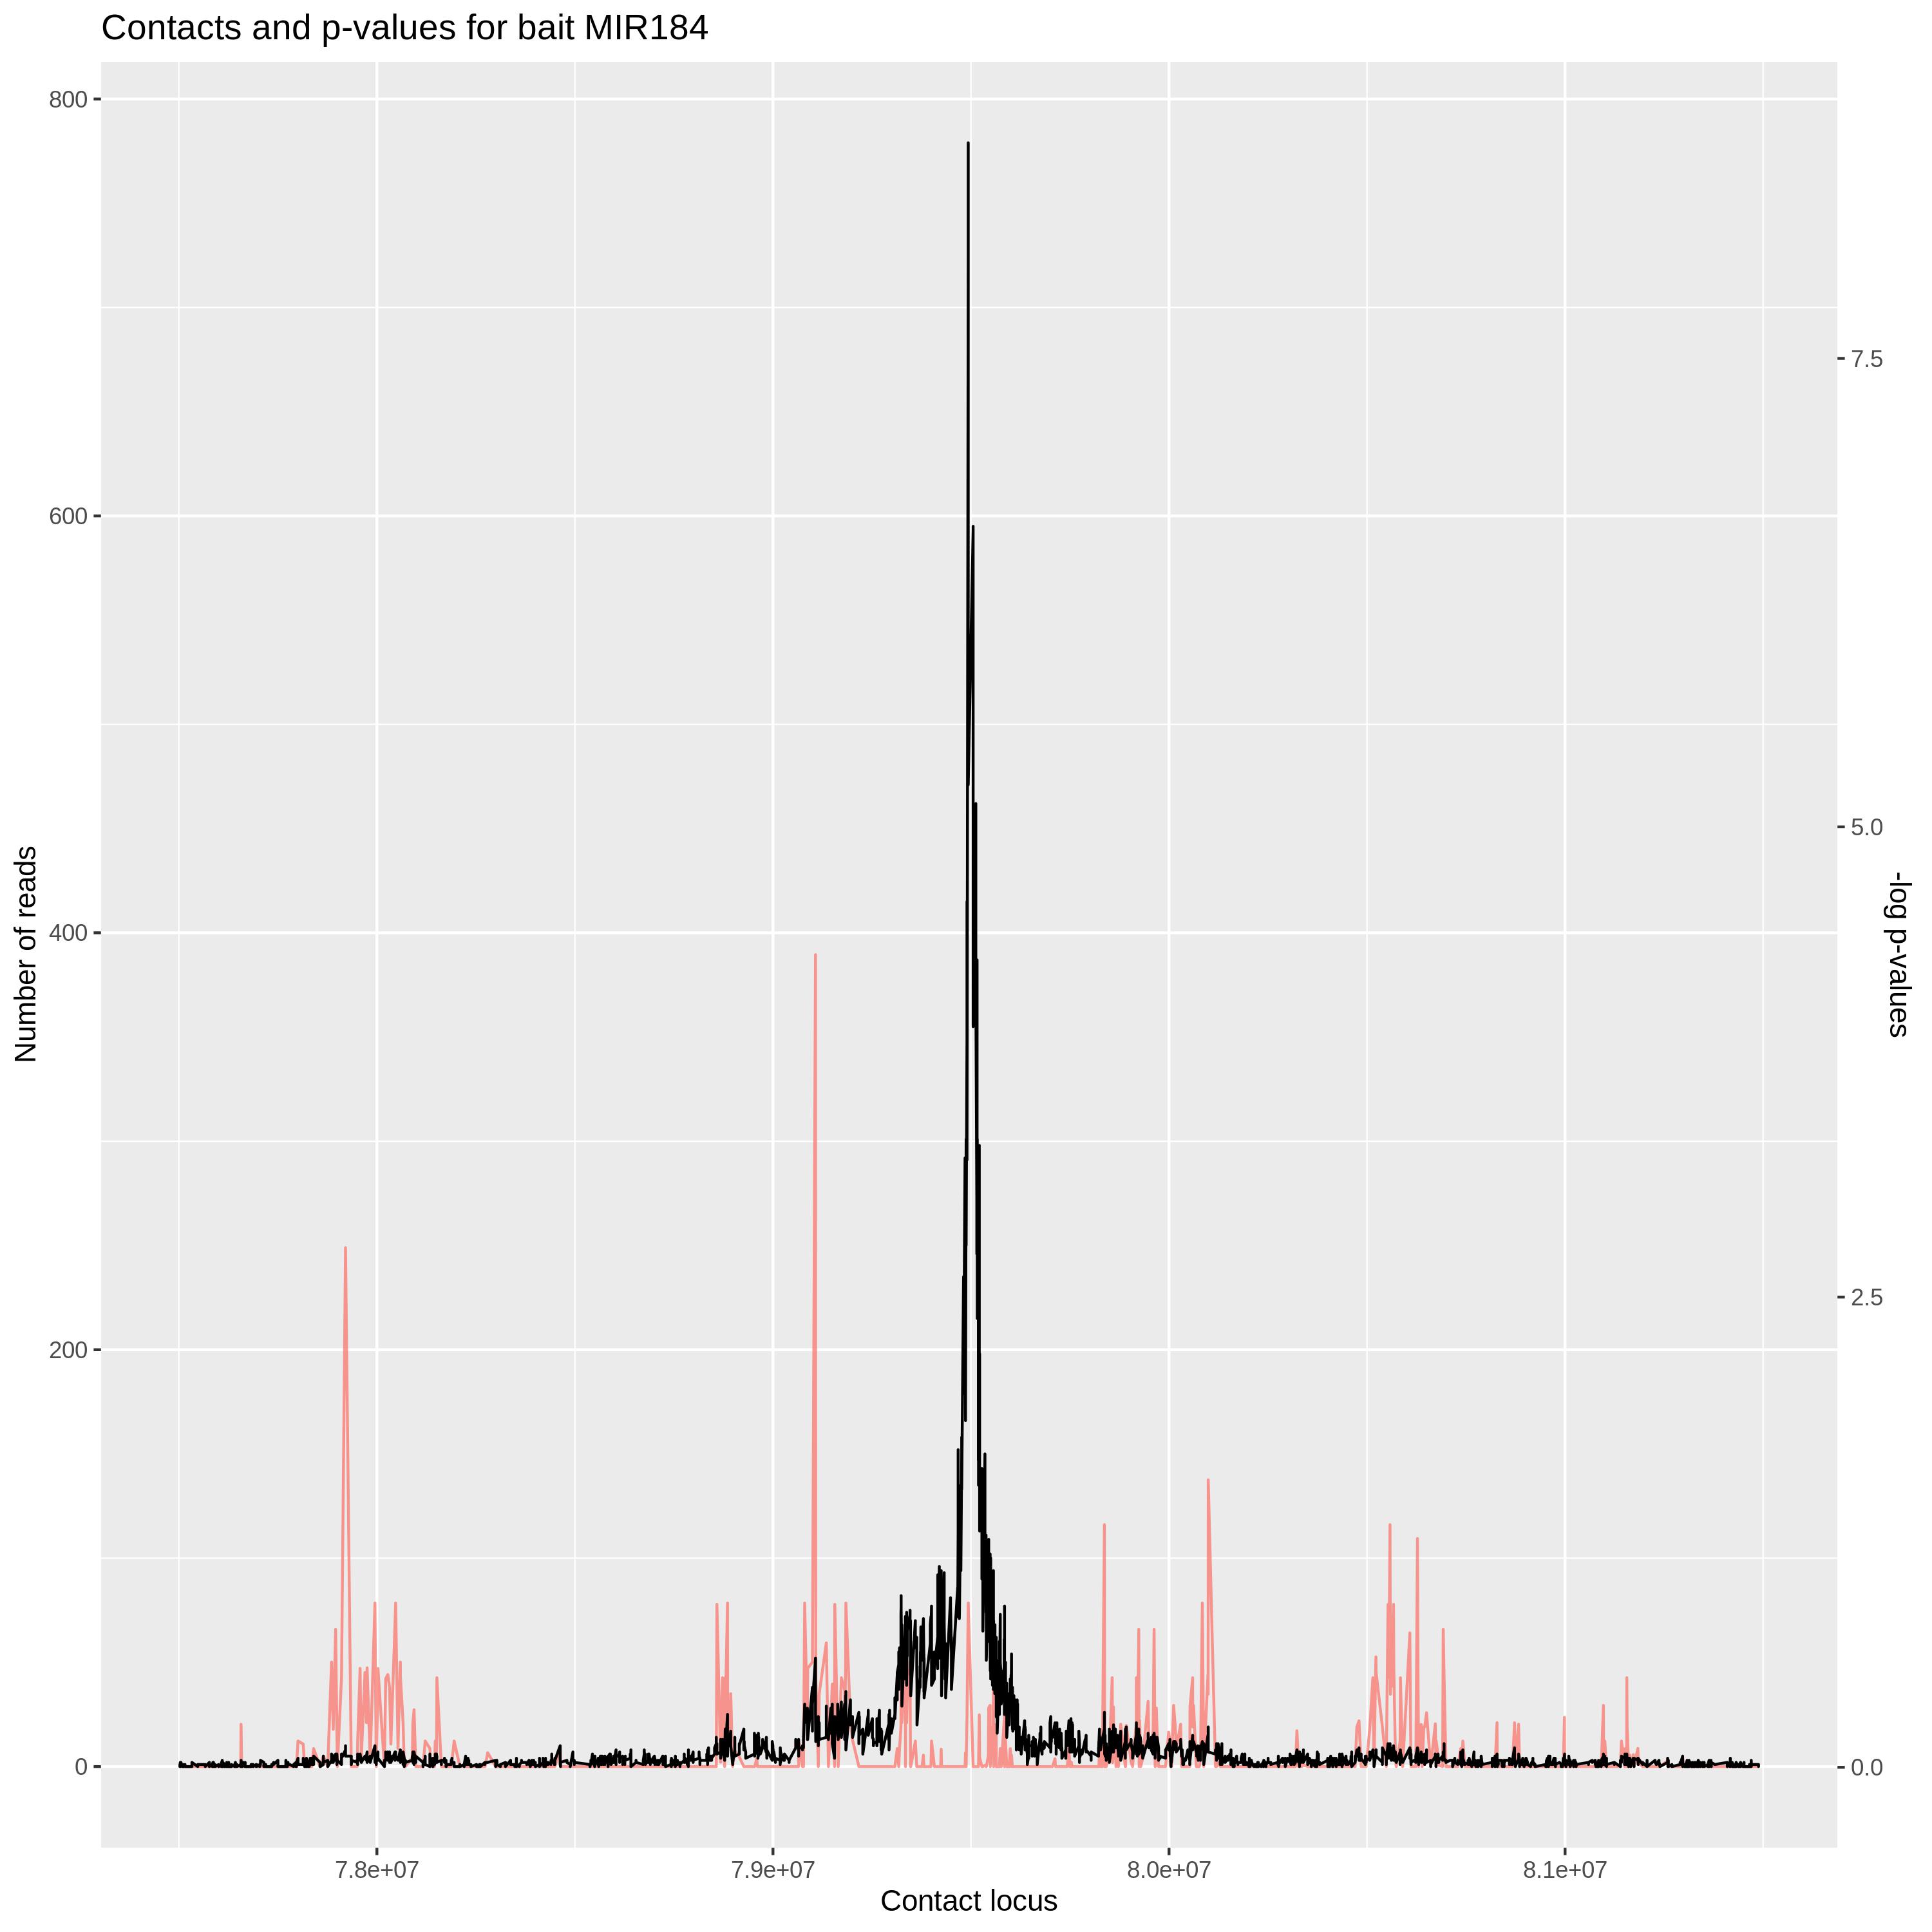 Contacts and p-values for bait MIR184
800
600
400
200
0
Number of reads
7.5
5.0
2.5
0.0
-log p-values
7.8e+07 7.9e+07 8.0e+07 8.1e+07
Contact locus